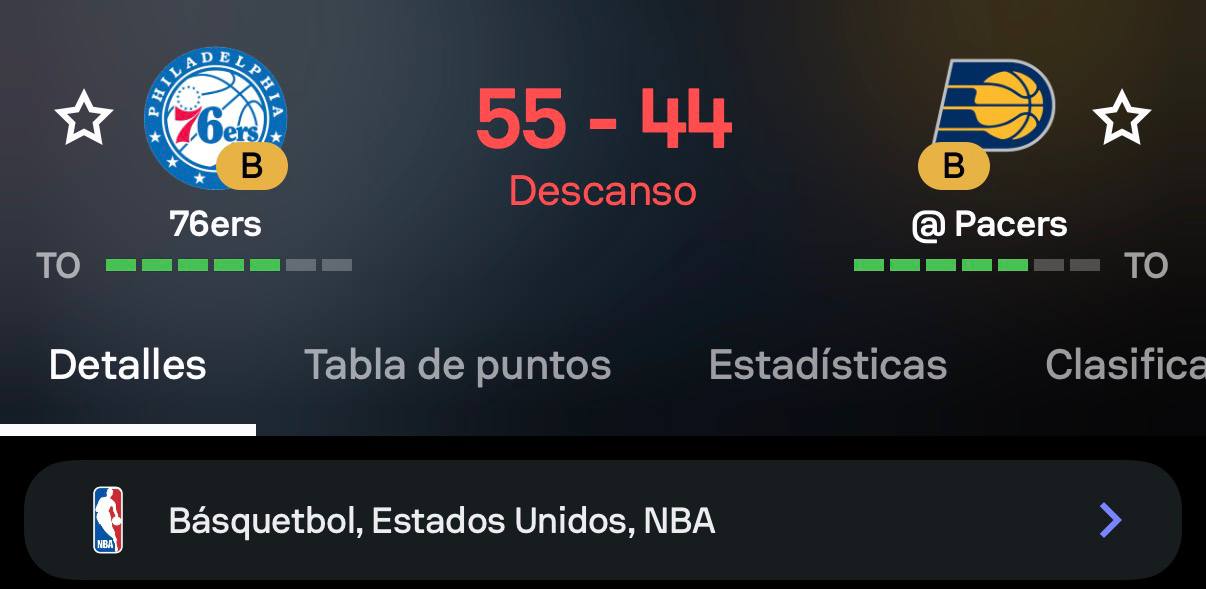 PHILADELPHIA
76ers
B
55 - 44
B
Descanso
76ers
@ Pacers
TO
TO
Detalles
Tabla de puntos
Estadísticas
Clasifica
NBA
Básquetbol, Estados Unidos, NBA